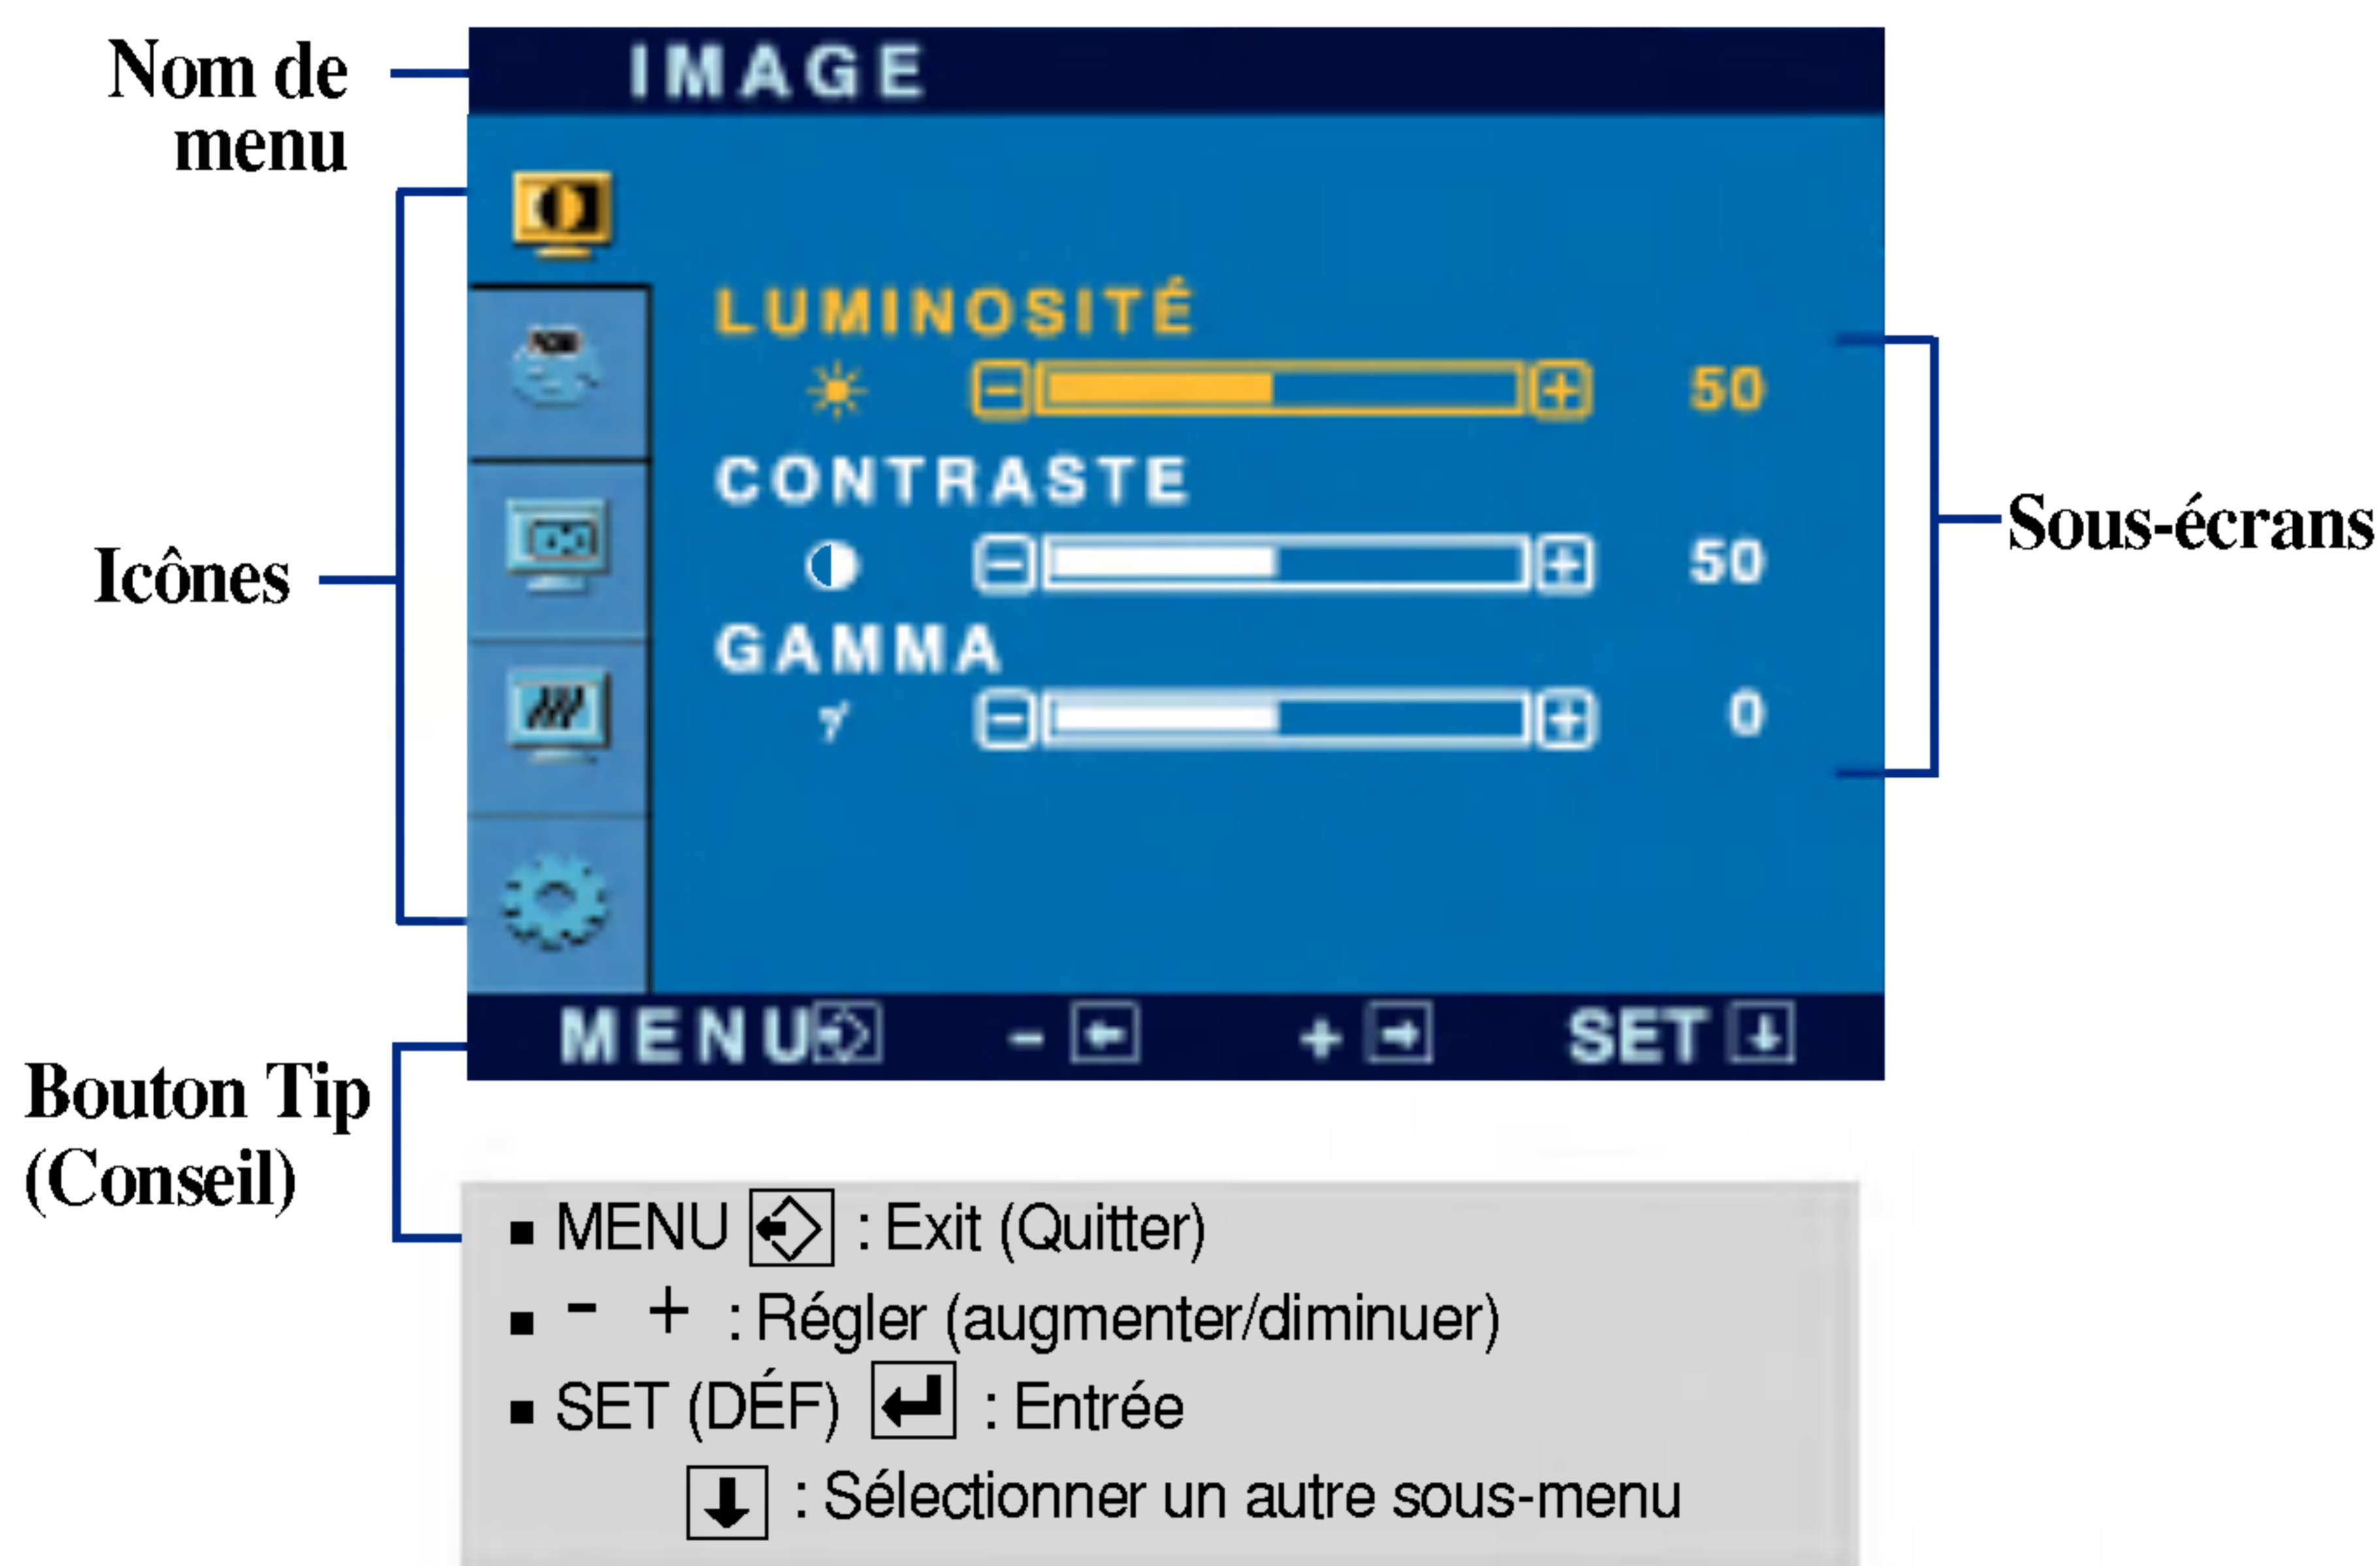 Nom de
menu
IMAGE
LUMINOSITÉ
50
CONTRASTE
50
GAMMA
0
Icônes
Sous-écrans
MENU - + SET
Bouton Tip
(Conseil)
▪ MENU : Exit (Quitter)
▪ - + : Régler (augmenter/diminuer)
▪ SET (DÉF) : Entrée
: Sélectionner un autre sous-menu